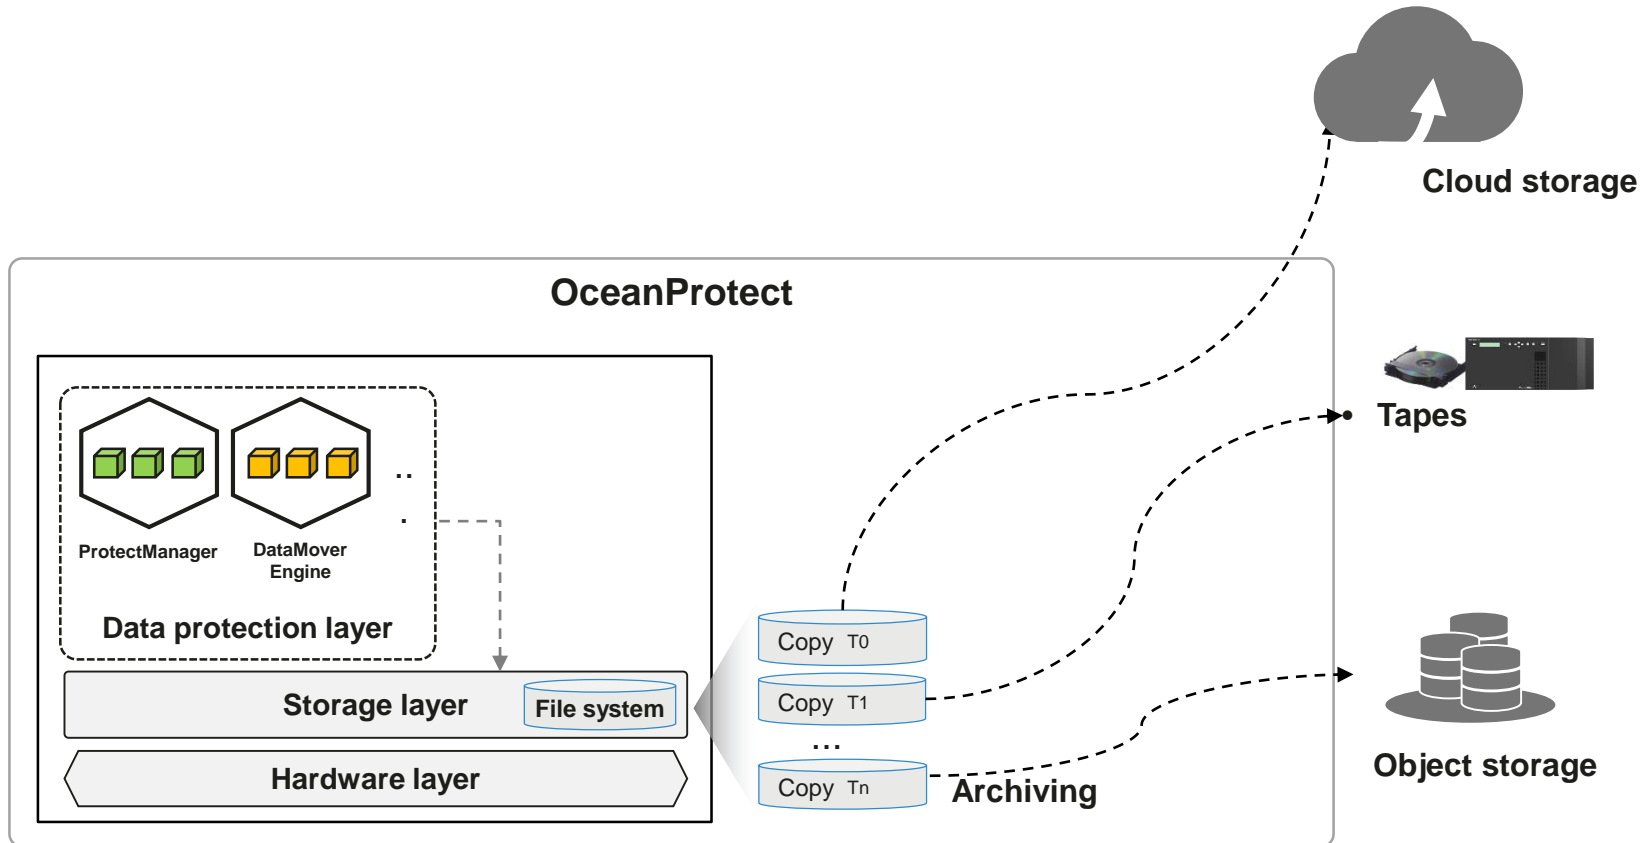 Cloud storage
OceanProtect
Tapes
ProtectManager
DataMover
Engine
...
Data protection layer
Copy T0
Storage layer
File system
Copy T1
...
Hardware layer
Copy Tn
Archiving
Object storage